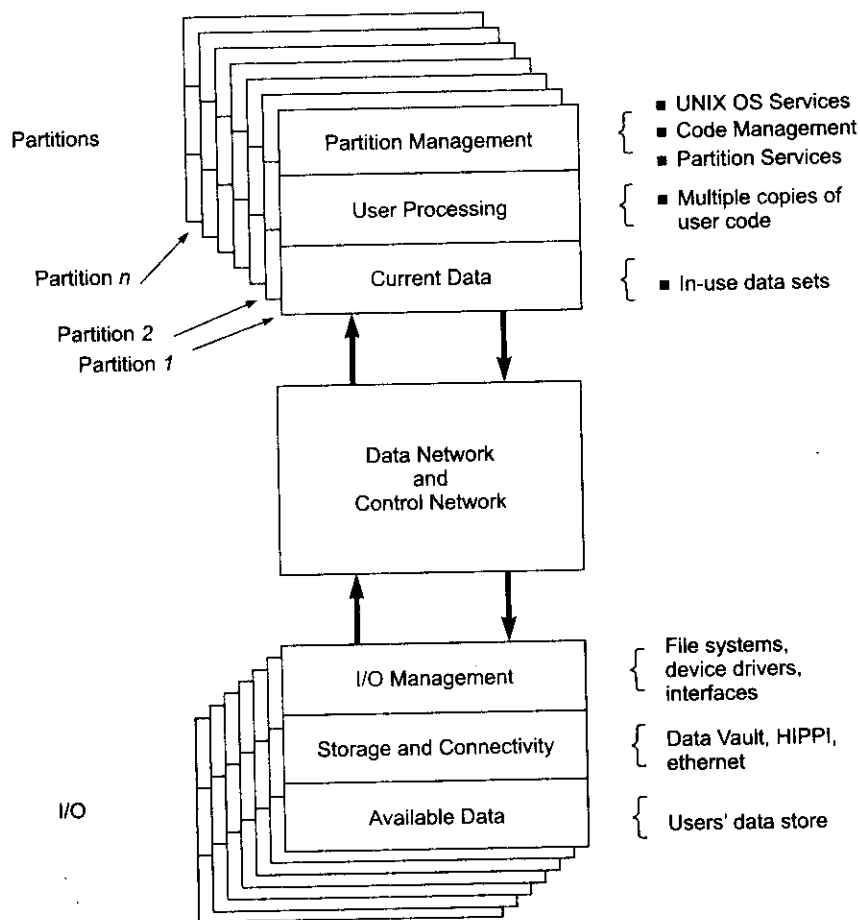 Partitions
Partition Management
■ UNIX OS Services
■ Code Management
■ Partition Services
User Processing
■ Multiple copies of
user code
Current Data
■ In-use data sets
Partition n
Partition 2
Partition 1
Data Network
and
Control Network
I/O Management
File systems,
device drivers,
interfaces
Storage and Connectivity
Data Vault, HIPPI,
ethernet
I/O
Available Data
Users' data store